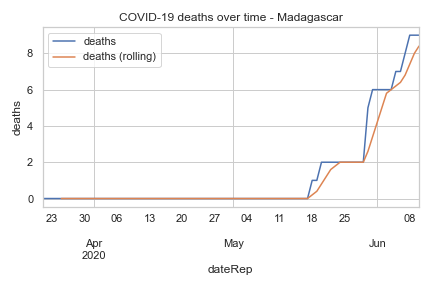 COVID-19 deaths over time - Madagascar
deaths
deaths (rolling)
8
6
4
2
0
deaths
23 30 06 13 20 27 04 11 18 25 08
Apr May Jun
2020
dateRep